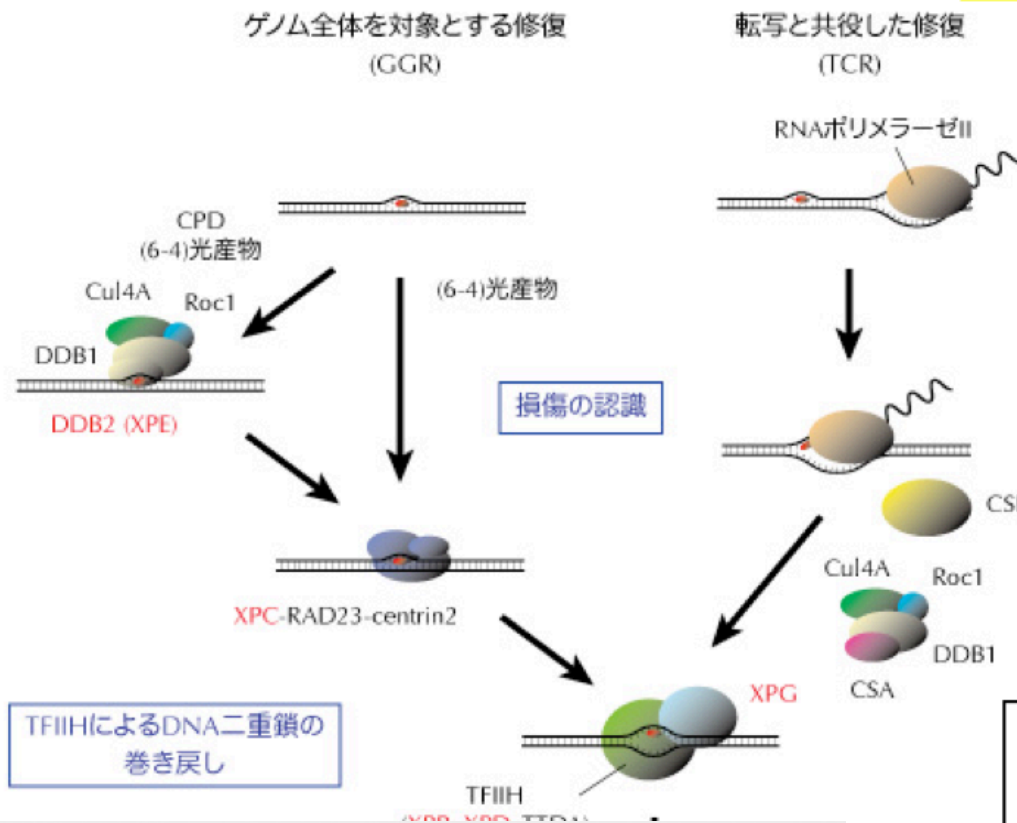 ゲノム全体を対象とする修復
(GGR)
転写と共役した修復
(TCR)
RNAポリメラーゼII
CPD
(6-4)光産物
(6-4)光産物
Cul4A
Roc1
DDB1
DDB2 (XPE)
損傷の認識
XPC-RAD23-centrin2
Cul4A
Roc1
DDB1
CSA
XPG
TFIIHによるDNA二重鎖の
巻き戻し
TFIIH